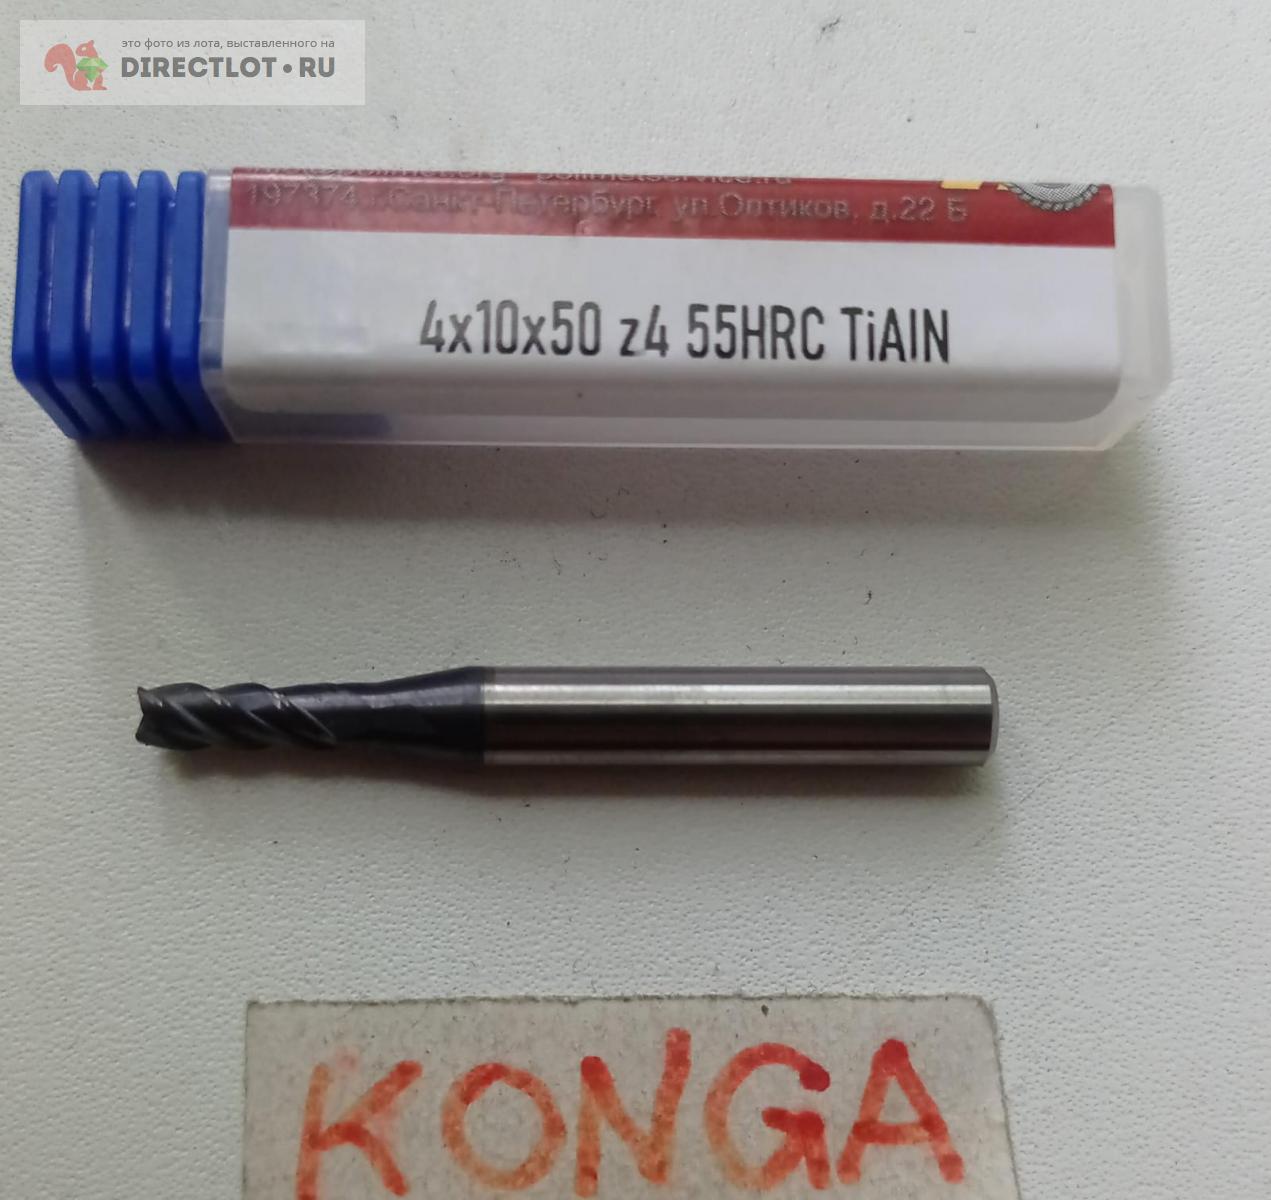 это фото из лота, выставленного на
DIRECTLOT•RU
197374, г.Санкт-Петербург, ул.Оптиков, д.22 Б
4x10x50 z4 55HRC TiAlN
KONGA